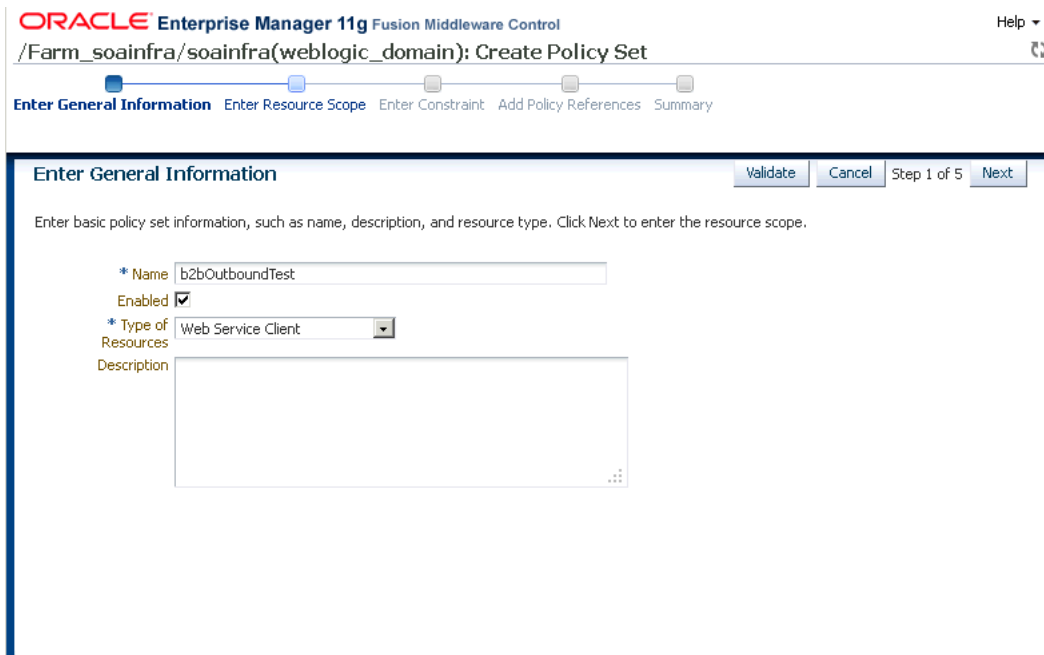 ORACLE Enterprise Manager 11g Fusion Middleware Control
Help
/Farm_soainfra/soainfra(weblogic_domain): Create Policy Set
Enter General Information Enter Resource Scope Enter Constraint Add Policy References Summary
Enter General Information Validate Cancel Step 1 of 5 Next
Enter basic policy set information, such as name, description, and resource type. Click Next to enter the resource scope.
* Name b2bOutboundTest
Enabled
* Type of Resources Web Service Client
Description